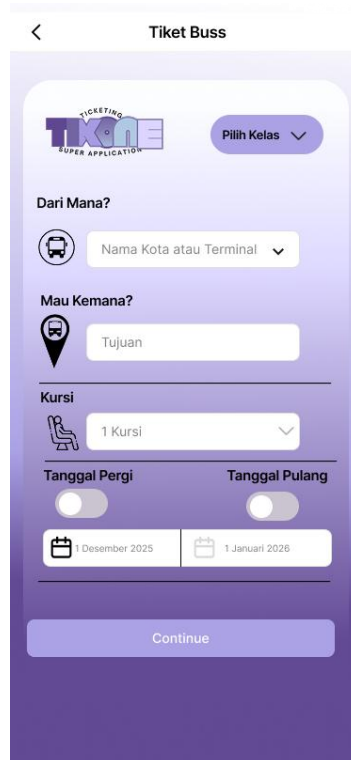 Tiket Buss
TICKETING
TIXONE
SUPER APPLICATION
Pilih Kelas
Dari Mana?
Nama Kota atau Terminal
Mau Kemana?
Tujuan
Kursi
1 Kursi
Tanggal Pergi
Tanggal Pulang
1 Desember 2025
1 Januari 2026
Continue